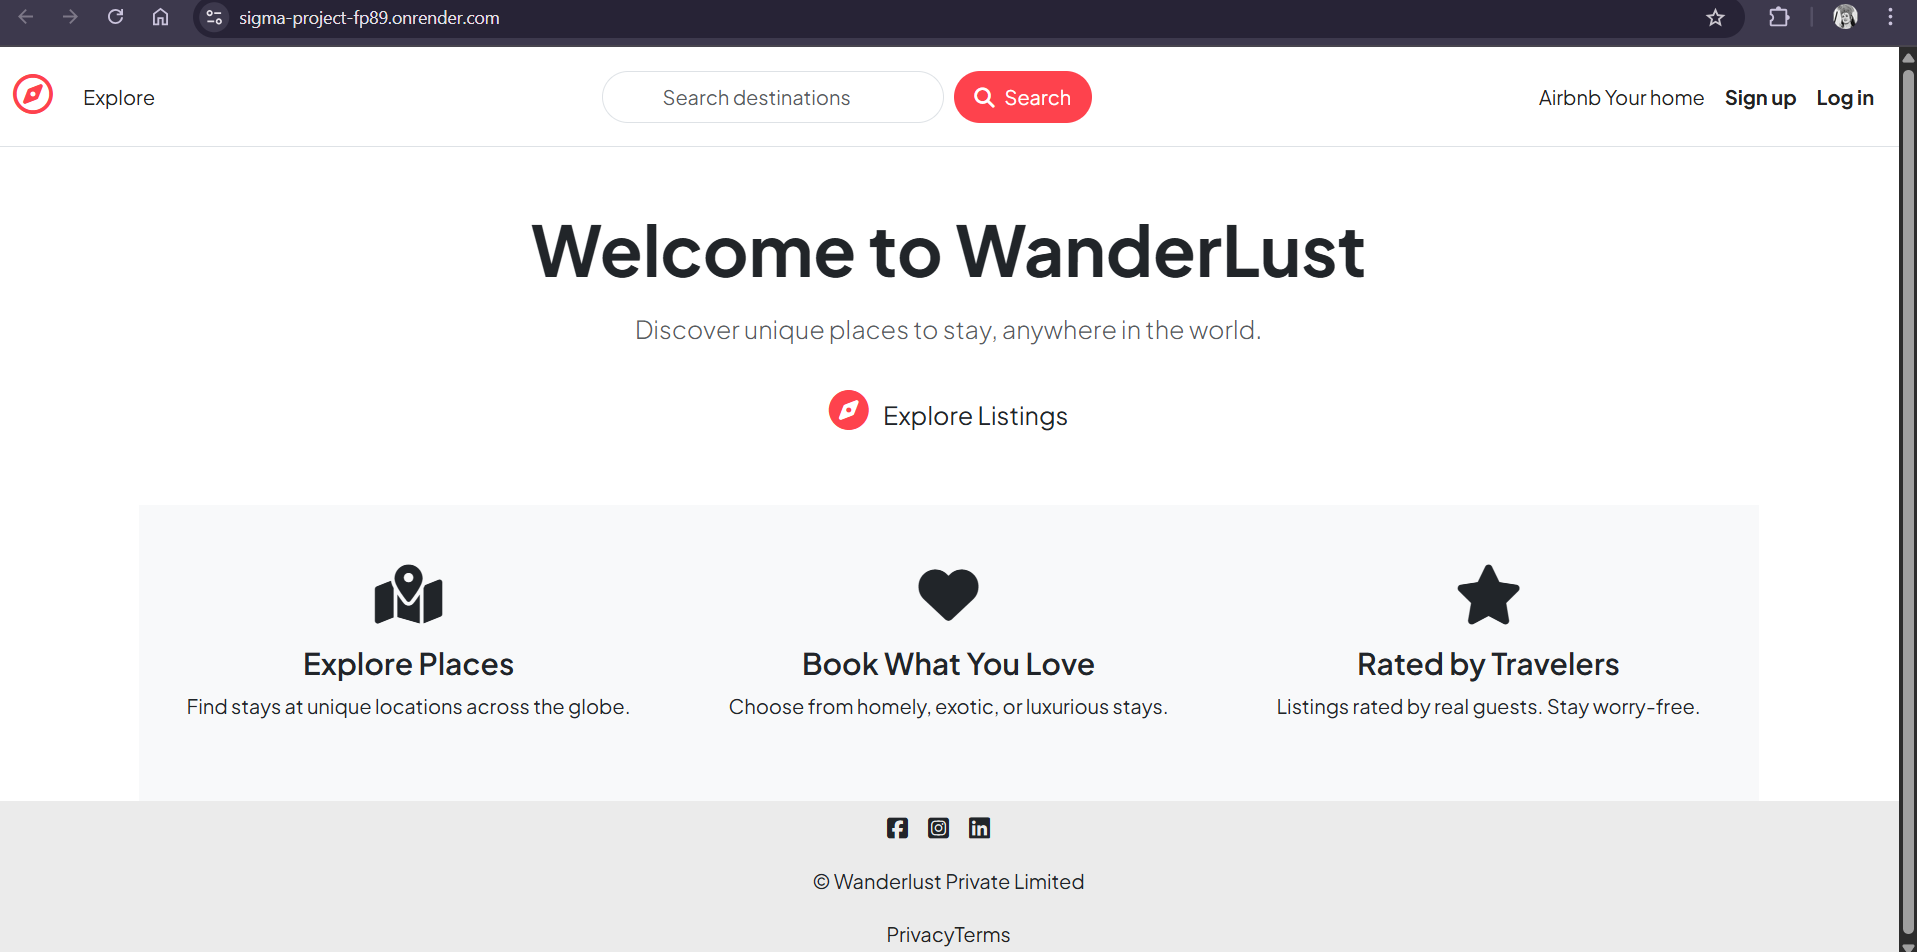 sigma-project-fp89.onrender.com
Explore
Search destinations
Search
Airbnb Your home
Sign up
Log in
Welcome to WanderLust
Discover unique places to stay, anywhere in the world.
Explore Listings
Explore Places
Find stays at unique locations across the globe.
Book What You Love
Choose from homely, exotic, or luxurious stays.
Rated by Travelers
Listings rated by real guests. Stay worry-free.
© Wanderlust Private Limited
PrivacyTerms